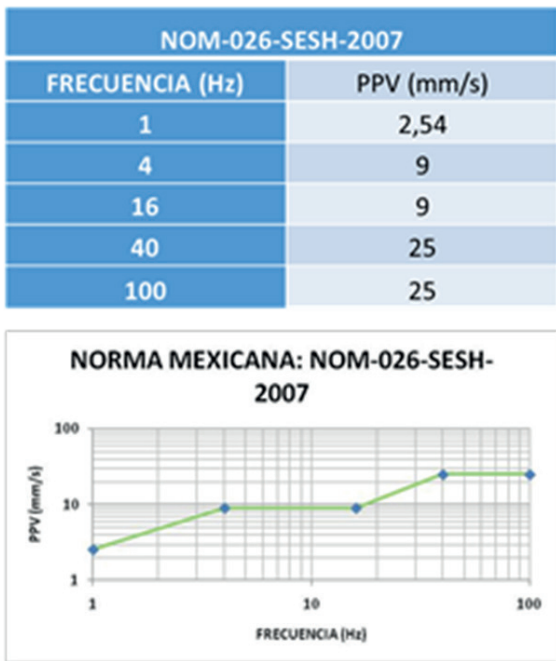 NOM-026-SESH-2007
FRECUENCIA (Hz) PPV (mm/s)
1 2,54
4 9
16 9
40 25
100 25
NORMA MEXICANA: NOM-026-SESH-
2007
PPV (mm/s)
100
10
1
1 10 100
FRECUENCIA (Hz)